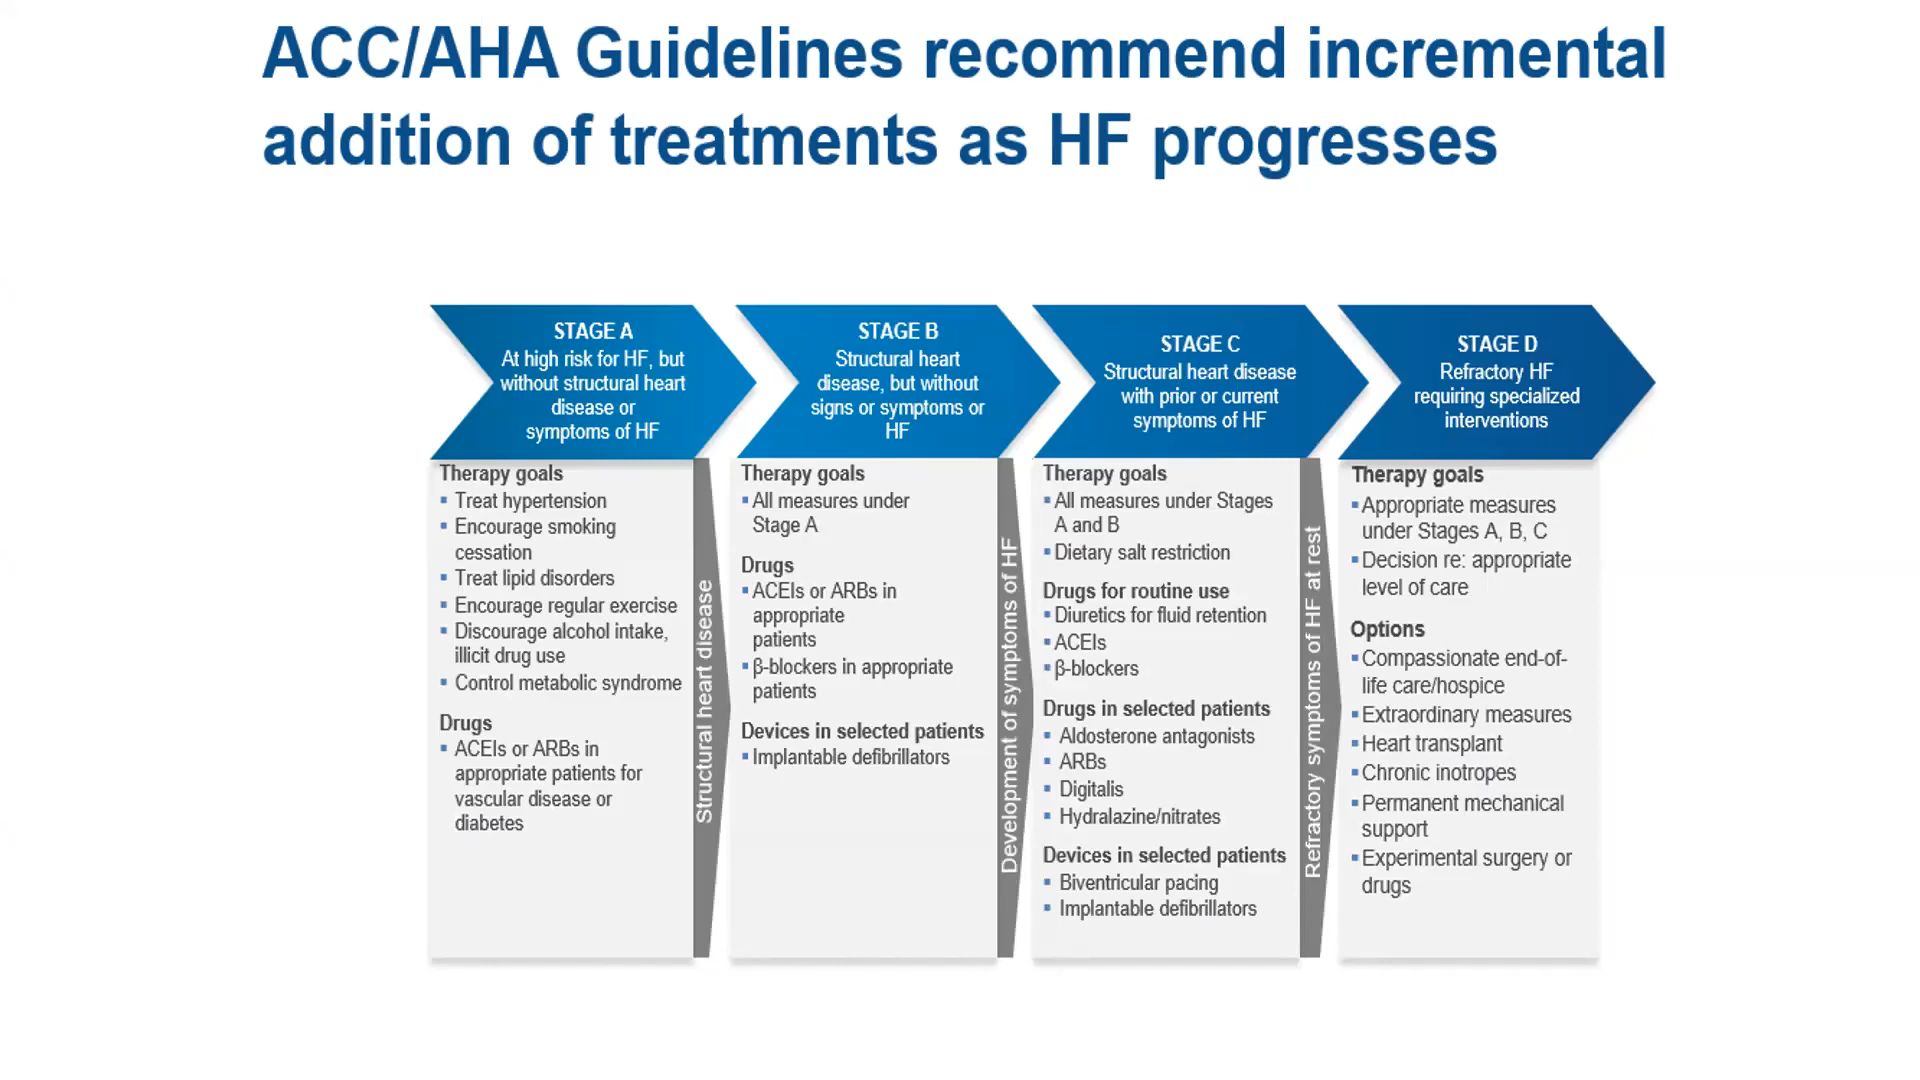 ACC/AHA Guidelines recommend incremental
addition of treatments as HF progresses
STAGE A
At high risk for HF, but
without structural heart
disease or
symptoms of HF
Therapy goals
▪ Treat hypertension
▪ Encourage smoking
cessation
▪ Treat lipid disorders
▪ Encourage regular exercise
▪ Discourage alcohol intake,
illicit drug use
▪ Control metabolic syndrome
Drugs
▪ ACEIs or ARBs in
appropriate patients for
vascular disease or
diabetes
Structural heart disease
STAGE B
Structural heart
disease, but without
signs or symptoms or
HF
Therapy goals
▪ All measures under
Stage A
Drugs
▪ ACEIs or ARBs in
appropriate
patients
▪ β-blockers in appropriate
patients
Devices in selected patients
▪ Implantable defibrillators
Development of symptoms of HF
STAGE C
Structural heart disease
with prior or current
symptoms of HF
Therapy goals
▪ All measures under Stages
A and B
▪ Dietary salt restriction
Drugs for routine use
▪ Diuretics for fluid retention
▪ ACEIs
▪ β-blockers
Drugs in selected patients
▪ Aldosterone antagonists
▪ ARBs
▪ Digitalis
▪ Hydralazine/nitrates
Devices in selected patients
▪ Biventricular pacing
▪ Implantable defibrillators
Refractory symptoms of HF at rest
STAGE D
Refractory HF
requiring specialized
interventions
Therapy goals
▪ Appropriate measures
under Stages A, B, C
▪ Decision re: appropriate
level of care
Options
▪ Compassionate end-of-
life care/hospice
▪ Extraordinary measures
▪ Heart transplant
▪ Chronic inotropes
▪ Permanent mechanical
support
▪ Experimental surgery or
drugs